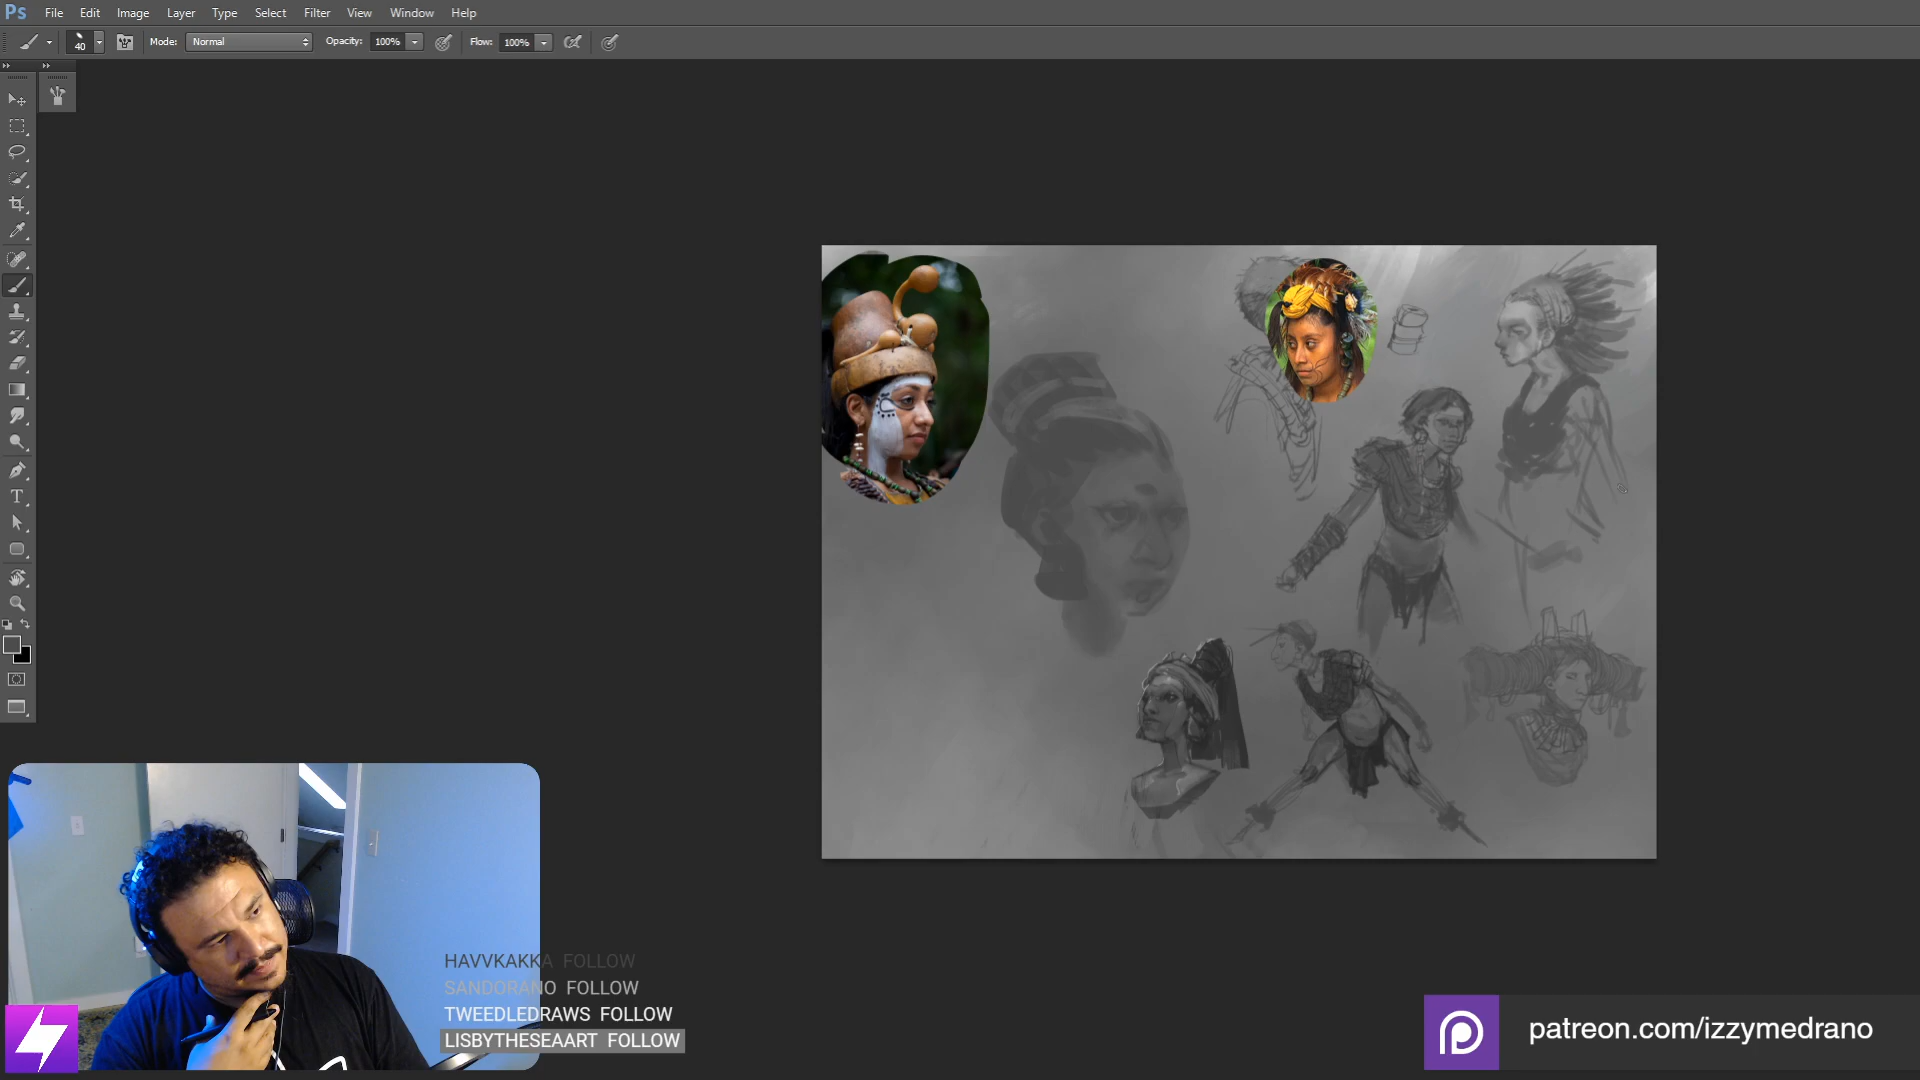 Ps File Edit Image Layer Type Select Filter View Window Help
40 Mode: Normal Opacity: 100% Flow: 100%
T
HAVVKAKKA FOLLOW
SANDORANO FOLLOW
TWEEDLEDRAWS FOLLOW
LISBYTHESEAART FOLLOW
patreon.com/izzymedrano